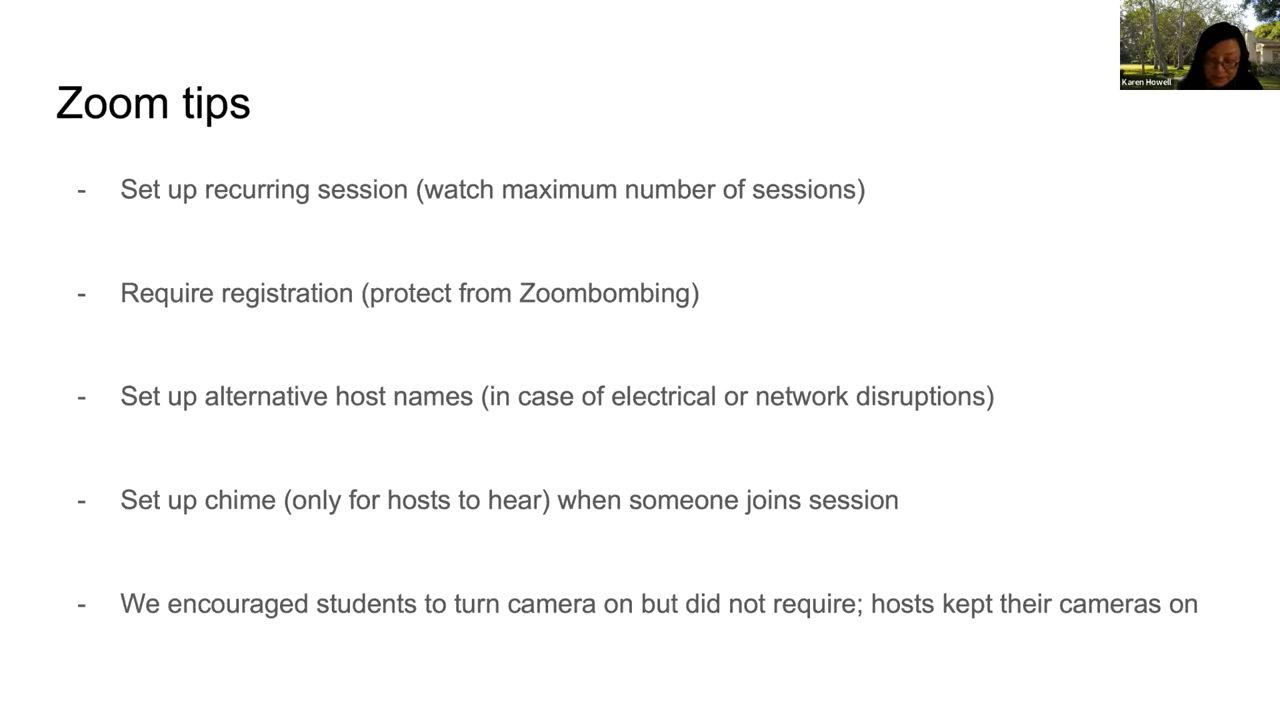 Karen Howell
Zoom tips
- Set up recurring session (watch maximum number of sessions)
- Require registration (protect from Zoombombing)
- Set up alternative host names (in case of electrical or network disruptions)
- Set up chime (only for hosts to hear) when someone joins session
- We encouraged students to turn camera on but did not require; hosts kept their cameras on